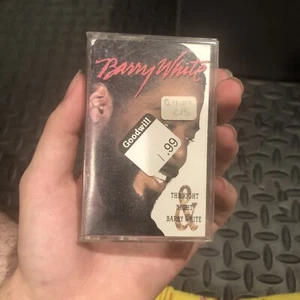 Barry White
Goodwill
1.99
THE RIGHT
NIGHT
&
BARRY WHITE